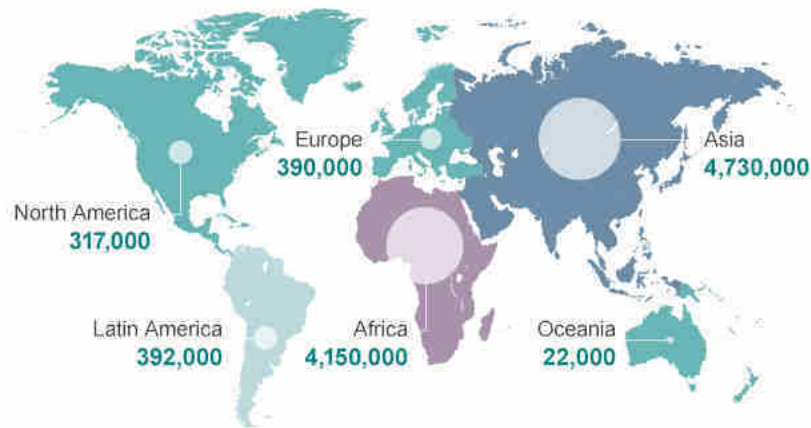 Europe
390,000
Asia
4,730,000
North America
317,000
Latin America
392,000
Africa
4,150,000
Oceania
22,000